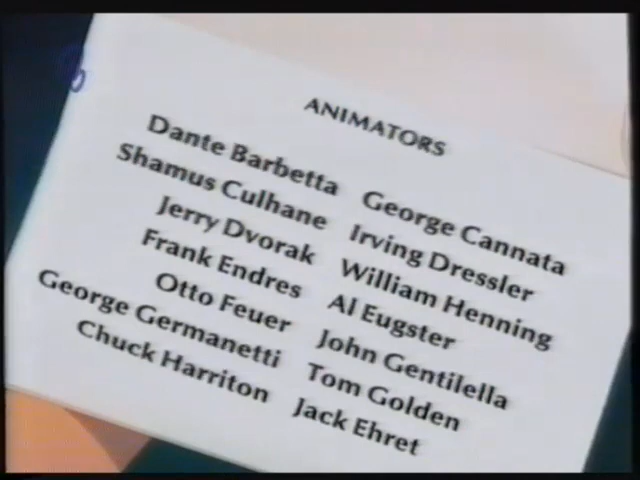 ANIMATORS
Dante Barbetta George Cannata
Shamus Culhane Irving Dressler
Jerry Dvorak William Henning
Frank Endres Al Eugster
Otto Feuer John Gentilella
George Germanetti Tom Golden
Chuck Harriton Jack Ehret